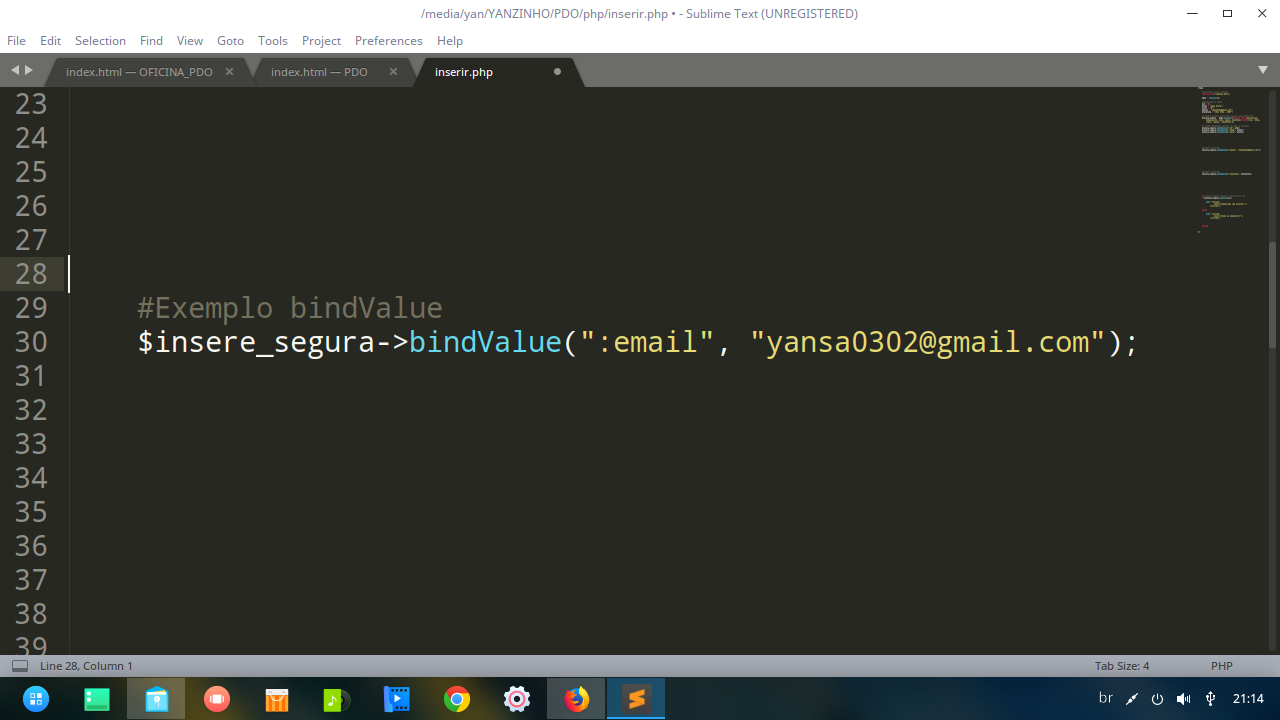 /media/yan/YANZINHO/PDO/php/inserir.php • - Sublime Text (UNREGISTERED)
File Edit Selection Find View Goto Tools Project Preferences Help
index.html — OFICINA_PDO index.html — PDO inserir.php
23
24
25
26
27
28
29 #Exemplo bindValue
30 $insere_segura->bindValue(":email", "yansa0302@gmail.com");
31
32
33
34
35
36
37
38
39
Line 28, Column 1 Tab Size: 4 PHP
br 21:14